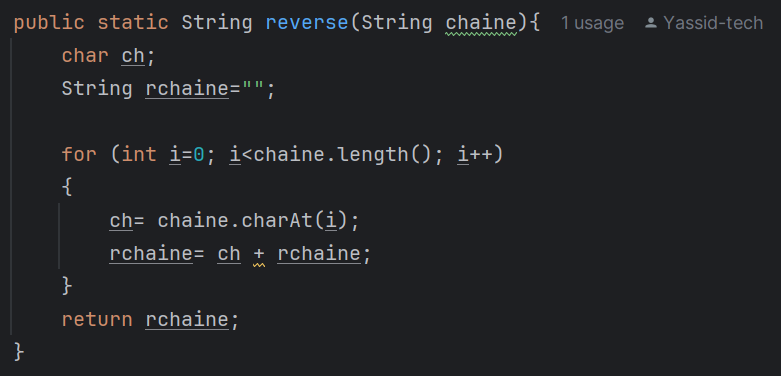 public static String reverse(String chaine){ 1 usage Yassid-tech
char ch;
String rchaine="";
for (int i=0; i<chaine.length(); i++)
{
ch= chaine.charAt(i);
rchaine= ch + rchaine;
}
return rchaine;
}